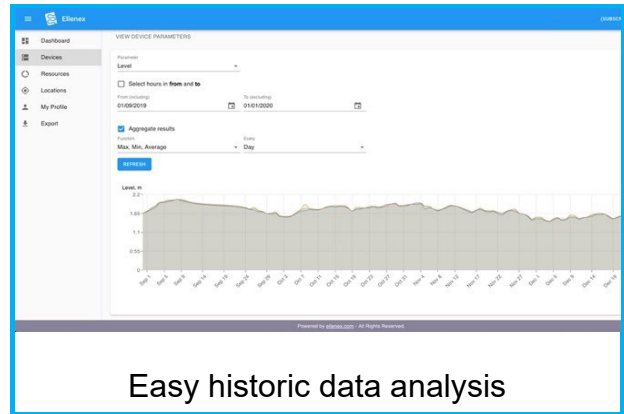 Ellenex
(SUBSCR
Dashboard
Devices
Resources
Locations
My Profile
Export
VIEW DEVICE PARAMETERS
Parameter
Level
Select hours in from and to
From (including)
To (excluding)
01/09/2019
01/01/2020
Aggregate results
Function
Every
Max, Min, Average
Day
REFRESH
Level, m
2.2
1.65
1.1
0.55
0
Sep 1 Sep 5 Sep 9 Sep 14 Sep 19 Sep 24 Sep 28 Oct 2 Oct 7 Oct 11 Oct 15 Oct 19 Oct 23 Oct 27 Oct 31 Nov 4 Nov 8 Nov 12 Nov 17 Nov 22 Nov 27 Dec 1 Dec 5 Dec 9 Dec 14 Dec 19
Powered by ellenex.com - All Rights Reserved.
Easy historic data analysis